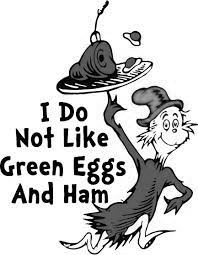 I Do
Not Like
Green Eggs
And Ham